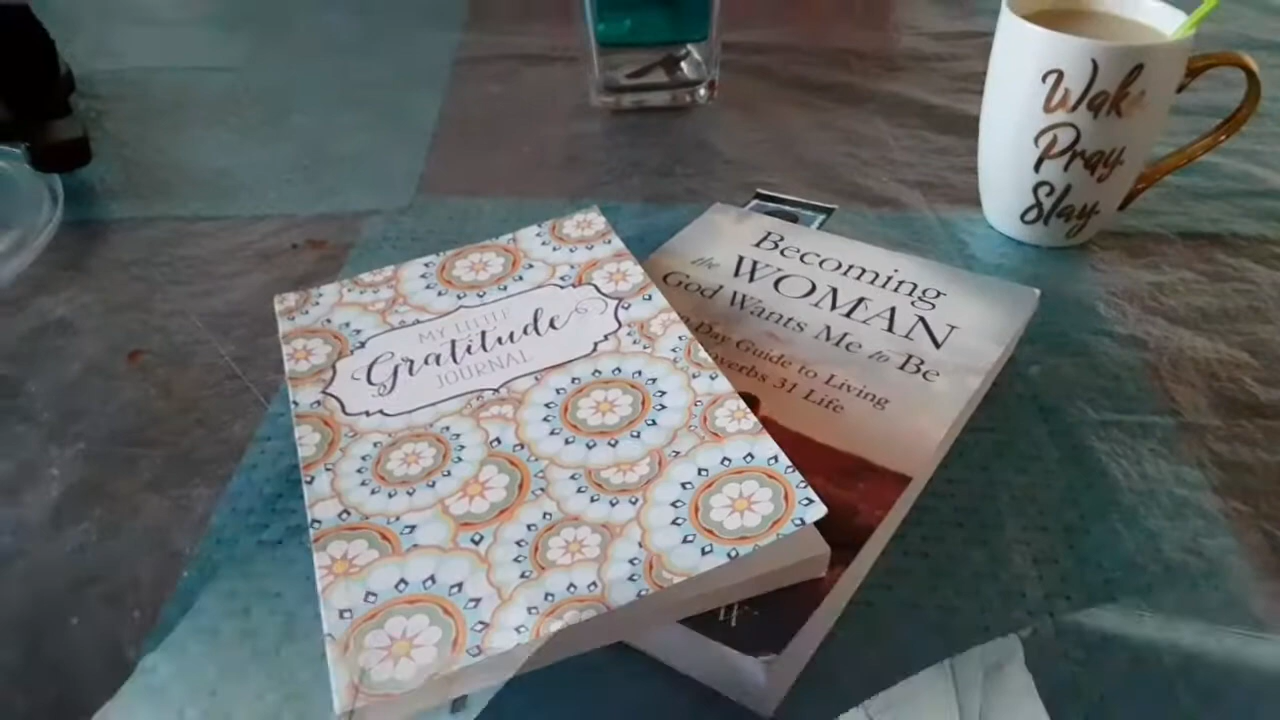 MY LITTLE
Gratitude
JOURNAL
Becoming
the WOMAN
God Wants Me to Be
Day Guide to Living
31 Life
Wake
Pray
Slay